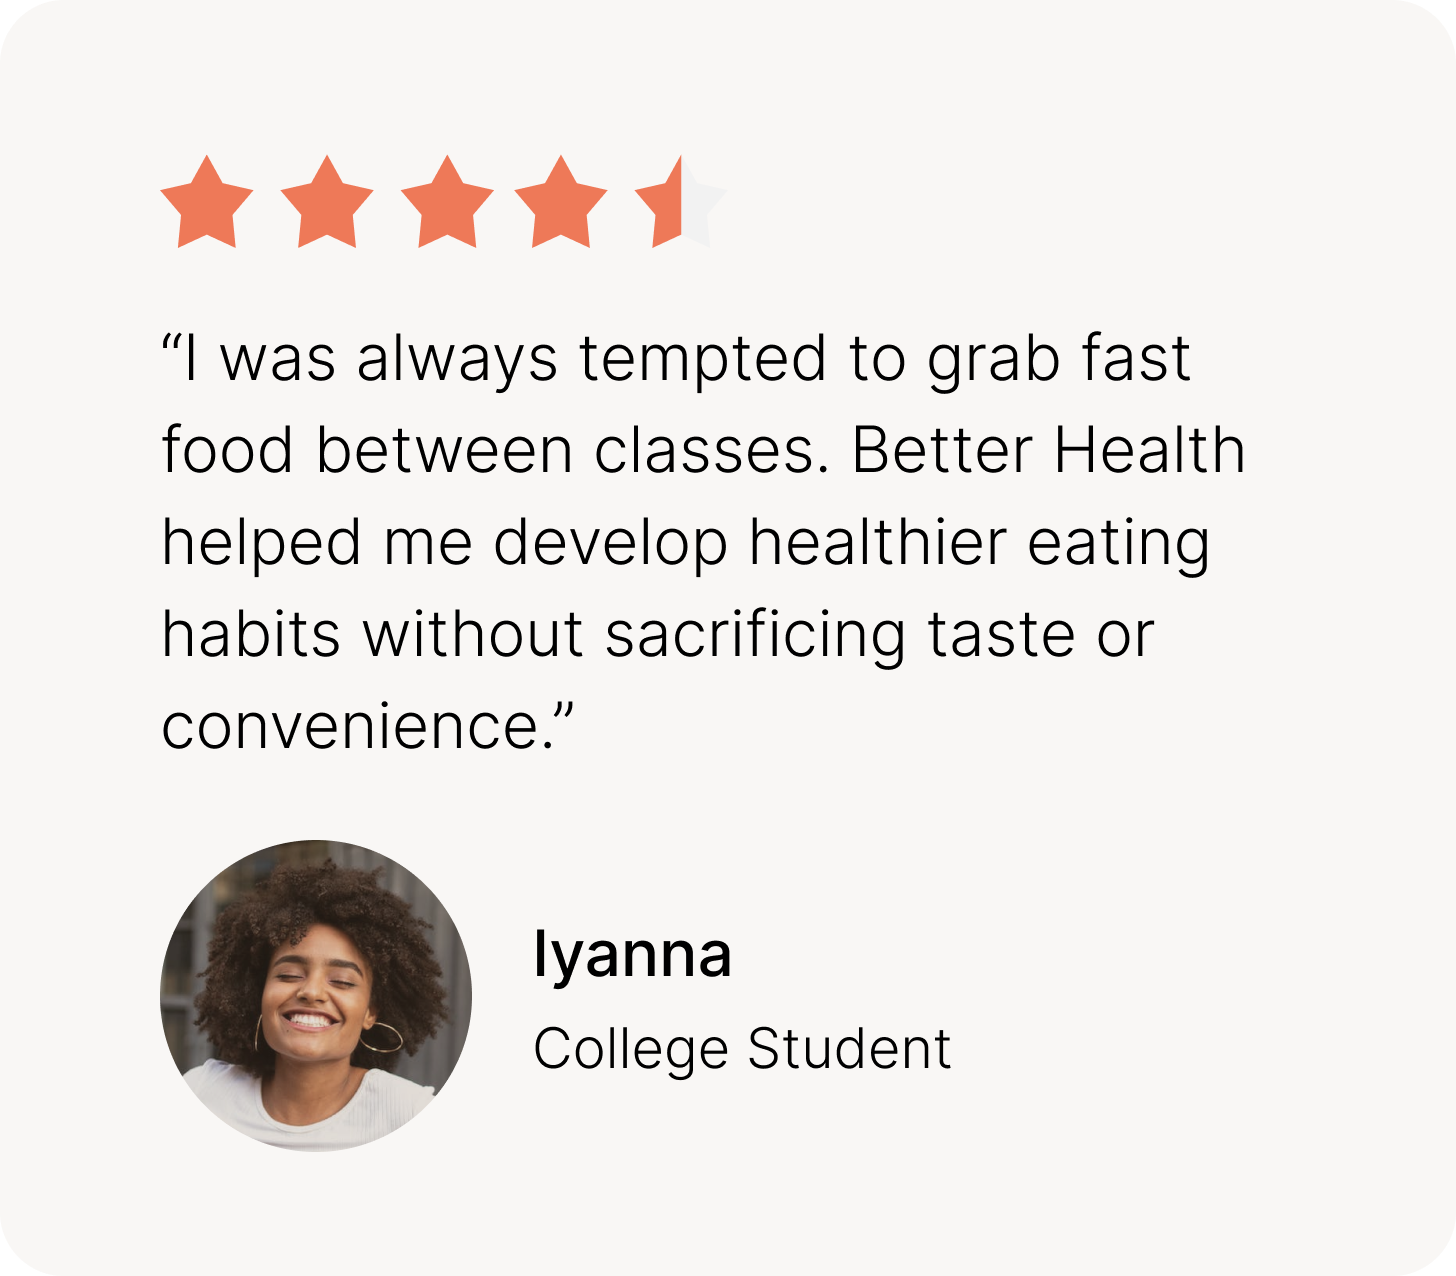 “I was always tempted to grab fast
food between classes. Better Health
helped me develop healthier eating
habits without sacrificing taste or
convenience.”
Iyanna
College Student